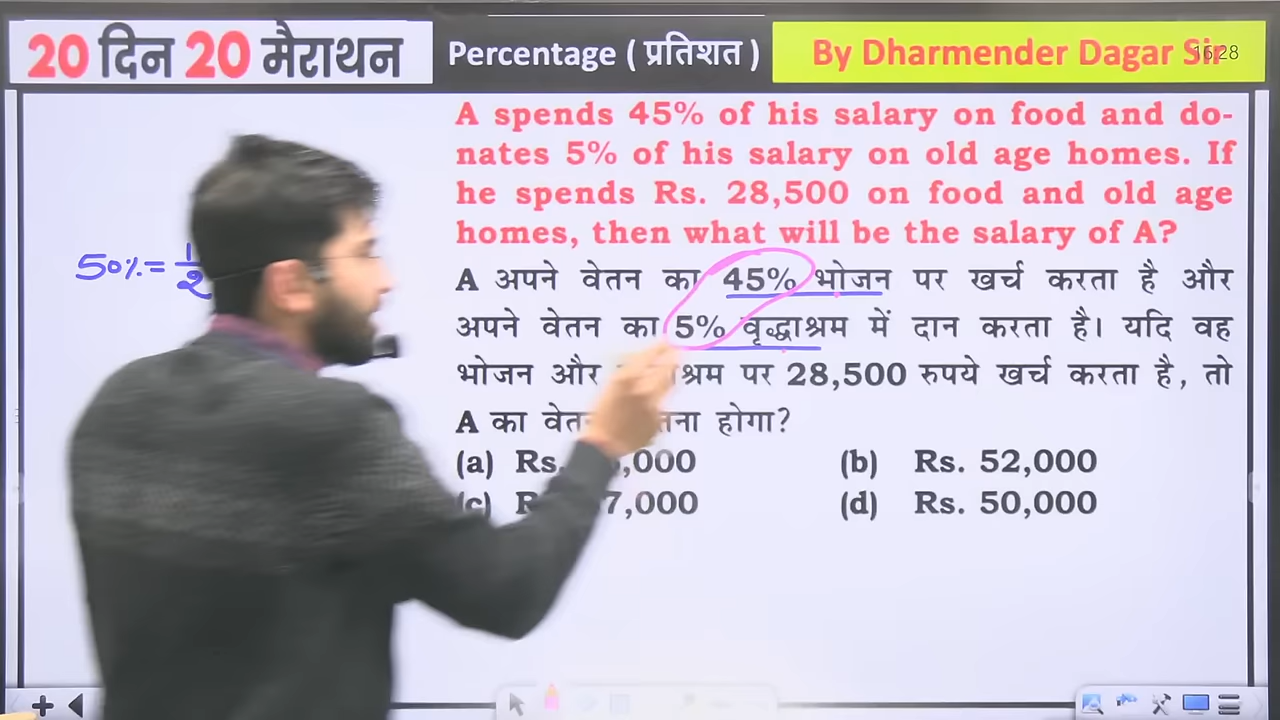 20 दिन 20 मैराथन
Percentage ( प्रतिशत )
By Dharmender Dagar Sir
16:28
A spends 45% of his salary on food and do-
nates 5% of his salary on old age homes. If
he spends Rs. 28,500 on food and old age
homes, then what will be the salary of A?
50% = 1/2
A अपने वेतन का 45% भोजन पर खर्च करता है और
अपने वेतन का 5% वृद्धाश्रम में दान करता है। यदि वह
भोजन और पर 28,500 रुपये खर्च करता है, तो
A का होगा?
(a) Rs. ,000
(b) Rs. 52,000
(c) 7,000
(d) Rs. 50,000